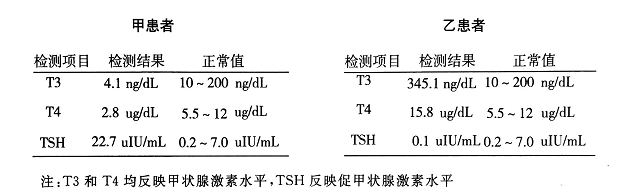 甲患者 乙患者
检测项目 检测结果 正常值 检测项目 检测结果 正常值
T3 4.1 ng/dL 10～200 ng/dL T3 345.1 ng/dL 10～200 ng/dL
T4 2.8 ug/dL 5.5～12 ug/dL T4 15.8 ug/dL 5.5～12 ug/dL
TSH 22.7 uIU/mL 0.2～7.0 uIU/mL TSH 0.1 uIU/mL 0.2～7.0 uIU/mL
注:T3 和 T4 均反映甲状腺激素水平,TSH 反映促甲状腺激素水平